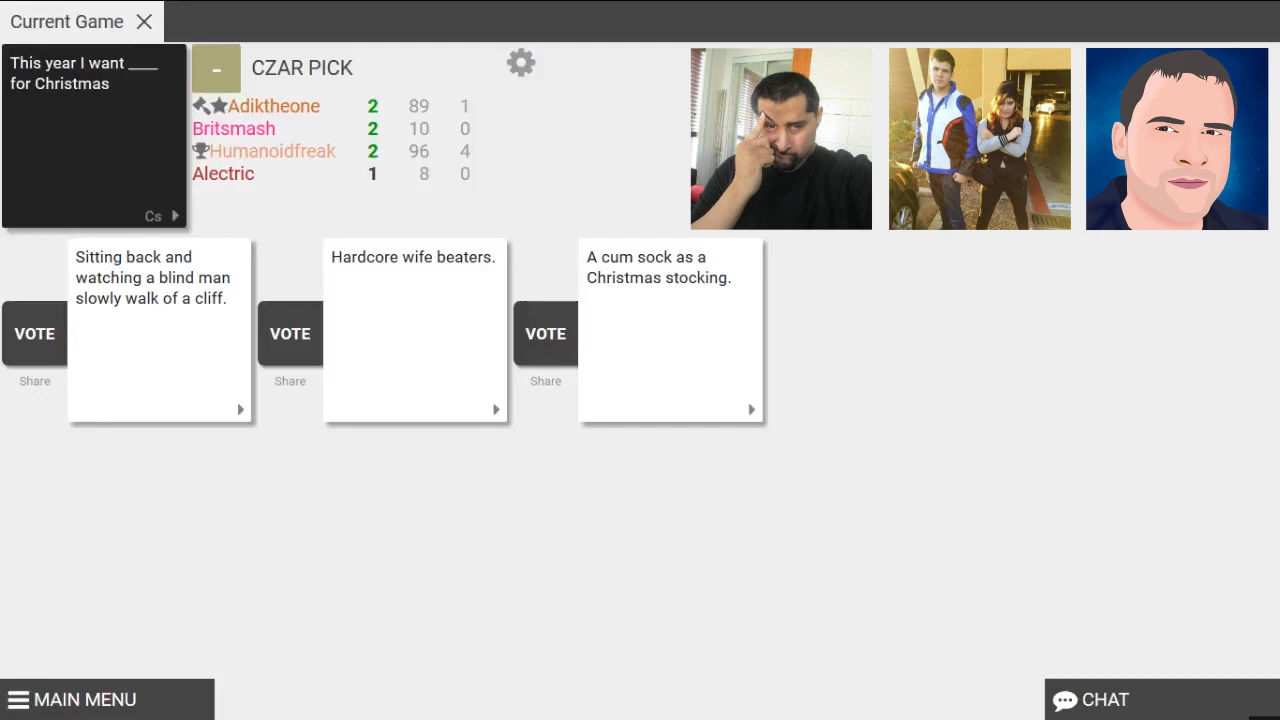 Current Game
This year I want ____
for Christmas
Cs
-
CZAR PICK
Adiktheone 2 89 1
Britsmash 2 10 0
Humanoidfreak 2 96 4
Alectric 1 8 0
VOTE
Share
Sitting back and
watching a blind man
slowly walk of a cliff.
VOTE
Share
Hardcore wife beaters.
VOTE
Share
A cum sock as a
Christmas stocking.
MAIN MENU
CHAT